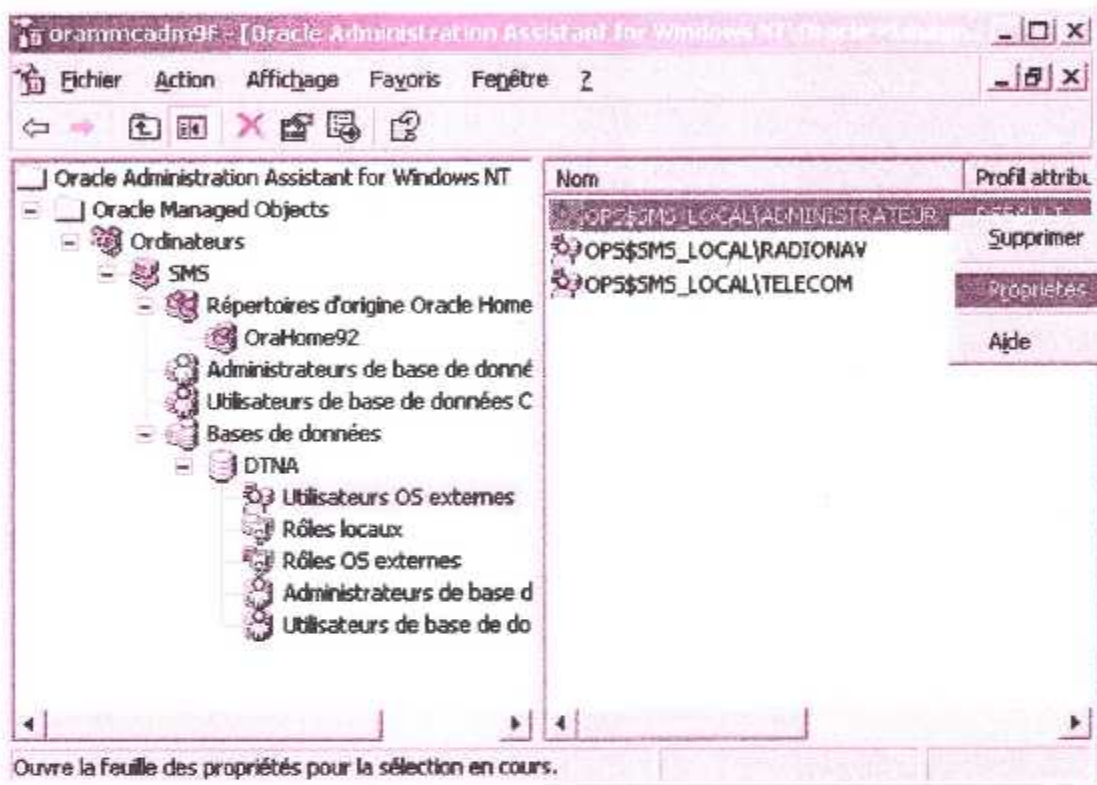 orammcadm9F - [Oracle Administration Assistant for Windows NT\Oracle Manage
Fichier Action Affichage Favoris Fenêtre ?
Oracle Administration Assistant for Windows NT
Oracle Managed Objects
Ordinateurs
SMS
Répertoires d'origine Oracle Home
OraHome92
Administrateurs de base de donné
Utilisateurs de base de données C
Bases de données
DTNA
Utilisateurs OS externes
Rôles locaux
Rôles OS externes
Administrateurs de base d
Utilisateurs de base de do
Nom Profil attribu
OPS$SMS_LOCAL\ADMINISTRATEUR DEFAULT
OPS$SMS_LOCAL\RADIONAV
OPS$SMS_LOCAL\TELECOM
Supprimer
Propriétés
Aide
Ouvre la feuille des propriétés pour la sélection en cours.